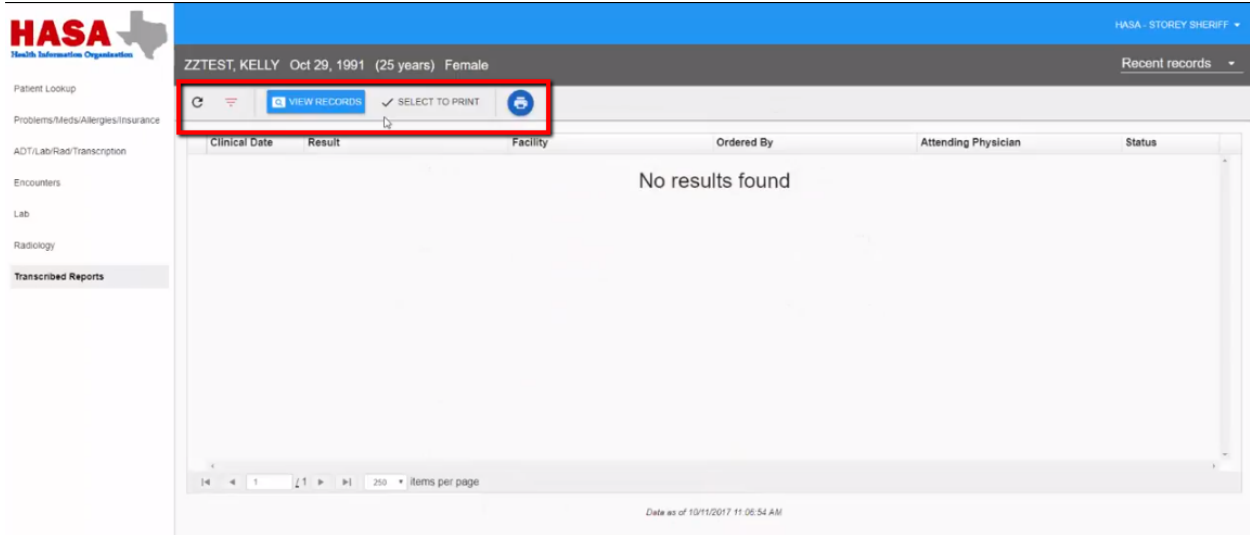 HASA
Health Information Organization
HASA - STOREY SHERIFF
ZZTEST, KELLY Oct 29, 1991 (25 years) Female
Recent records
Patient Lookup
Problems/Meds/Allergies/Insurance
ADT/Lab/Rad/Transcription
Encounters
Lab
Radiology
Transcribed Reports
VIEW RECORDS
SELECT TO PRINT
Clinical Date Result Facility Ordered By Attending Physician Status
No results found
1 / 1 250 items per page
Data as of 10/11/2017 11:06:54 AM